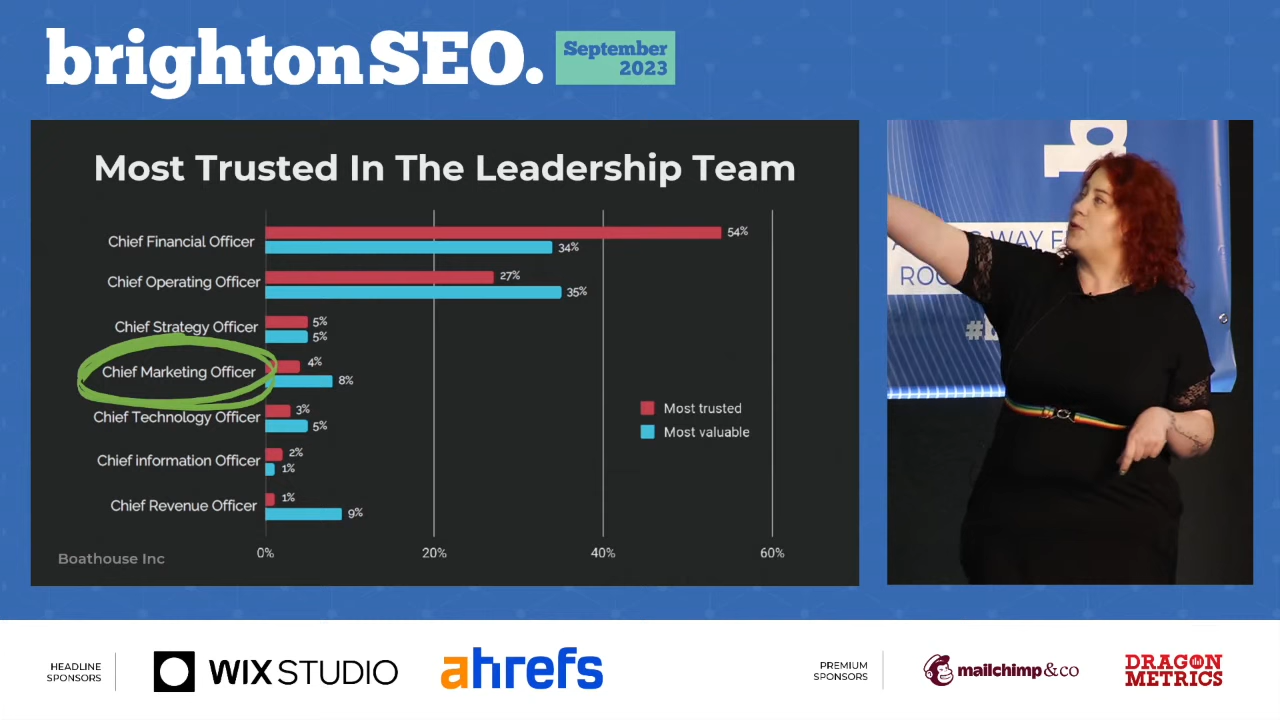 brightonSEO.
September
2023
Most Trusted In The Leadership Team
Chief Financial Officer
54%
34%
Chief Operating Officer
27%
35%
Chief Strategy Officer
5%
5%
Chief Marketing Officer
4%
8%
Chief Technology Officer
3%
5%
Chief information Officer
2%
1%
Chief Revenue Officer
1%
9%
Most trusted
Most valuable
0% 20% 40% 60%
Boathouse Inc
b
WAY
HEADLINE
SPONSORS
WIX STUDIO
ahrefs
PREMIUM
SPONSORS
mailchimp&co
DRAGON
METRICS